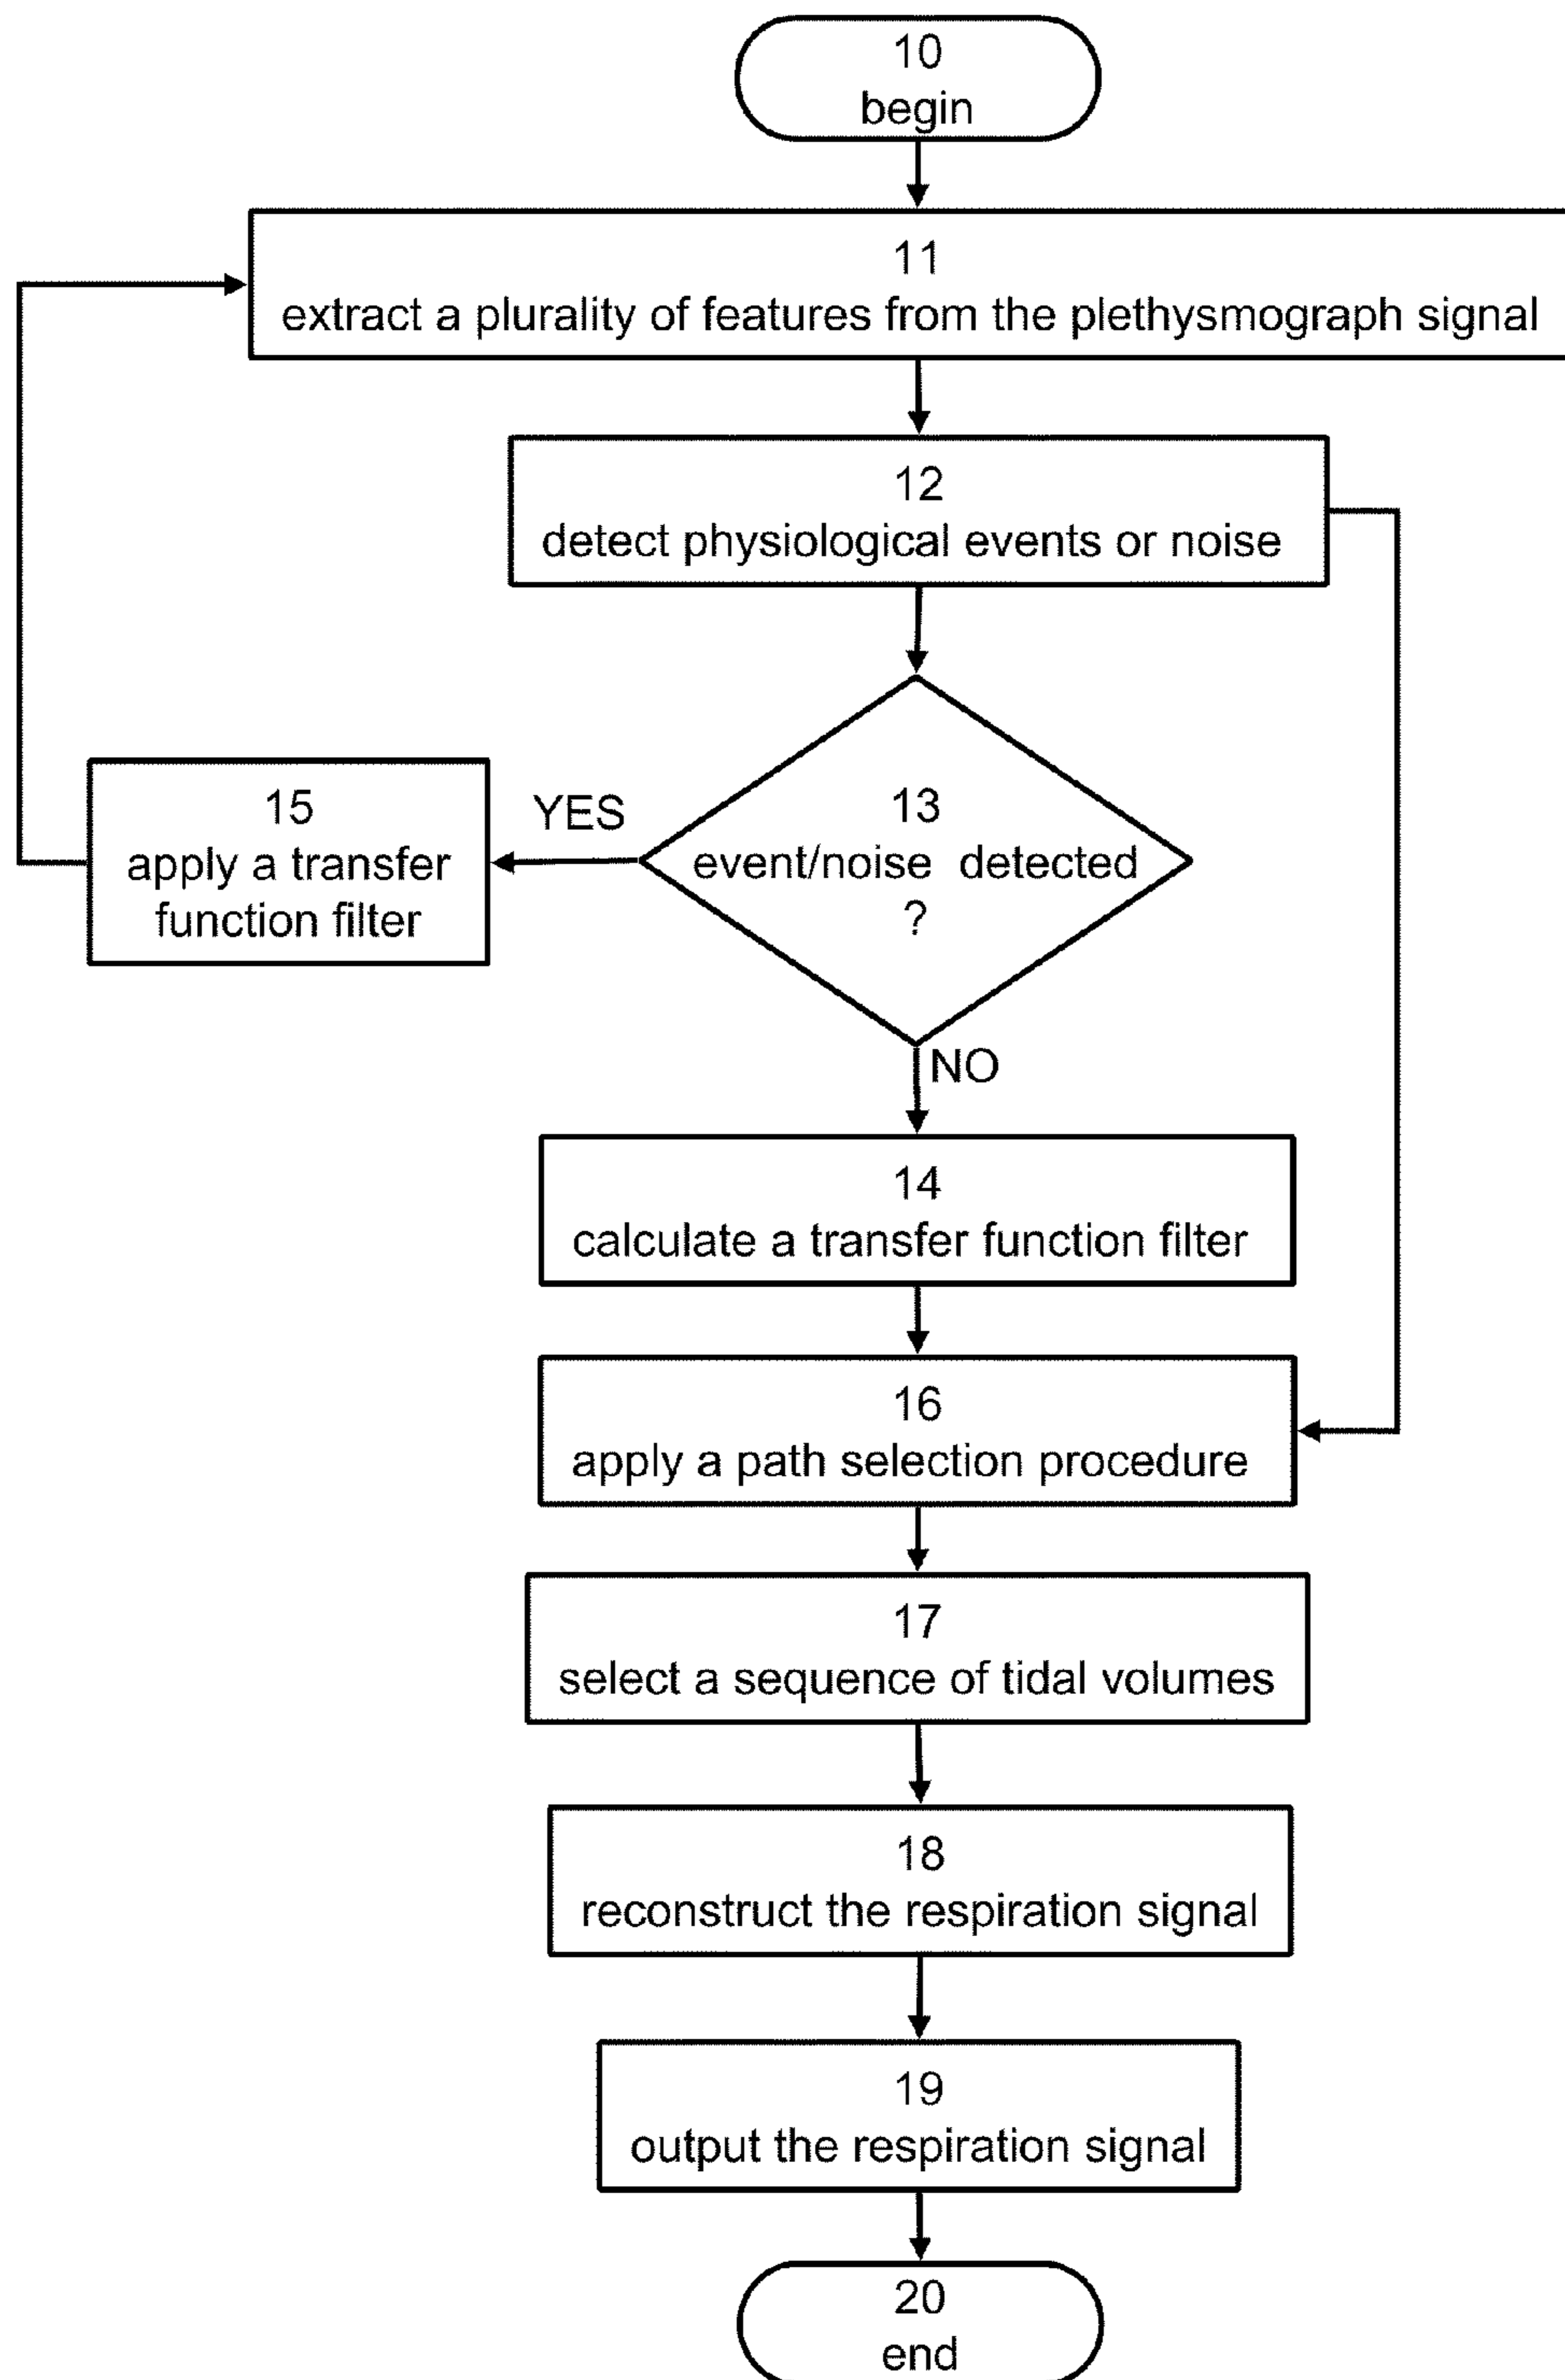 10
begin
11
extract a plurality of features from the plethysmograph signal
12
detect physiological events or noise
13
event/noise detected
?
YES
15
apply a transfer
function filter
NO
14
calculate a transfer function filter
16
apply a path selection procedure
17
select a sequence of tidal volumes
18
reconstruct the respiration signal
19
output the respiration signal
20
end